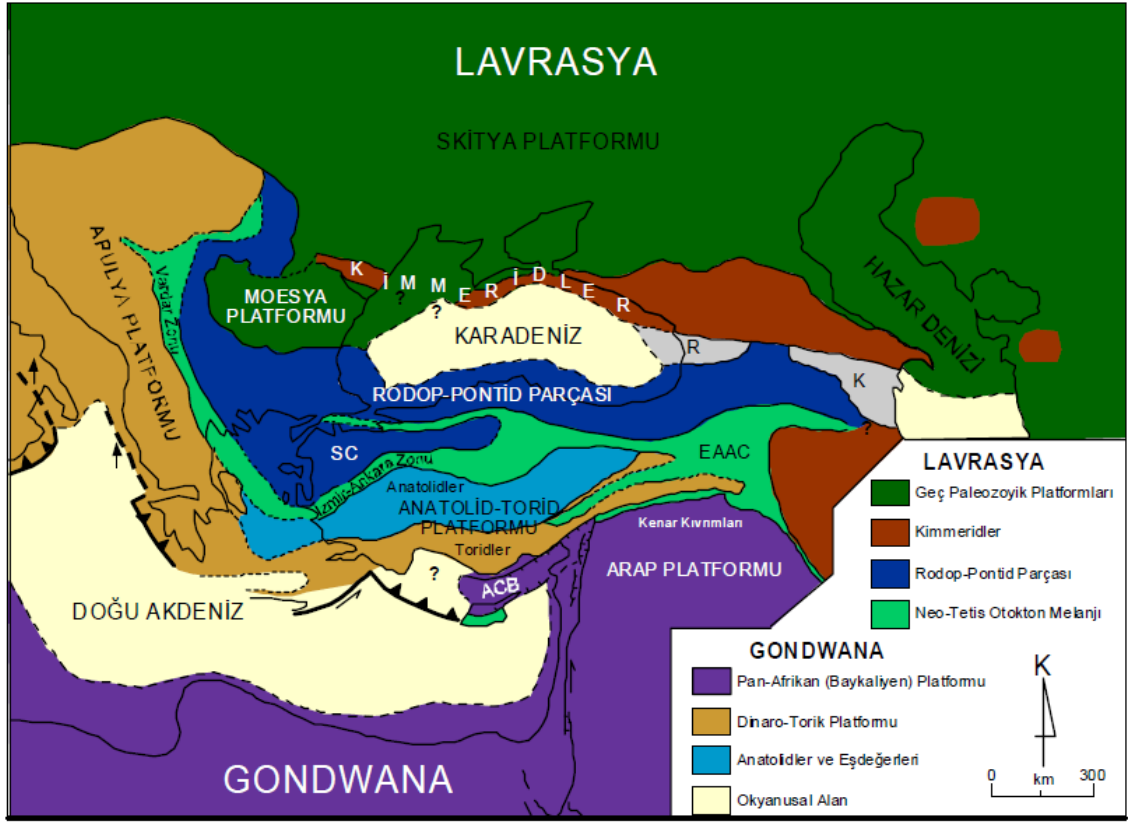 LAVRASYA
SKİTYA PLATFORMU
APULYA PLATFORMU
Vardar Zonu
MOESYA
PLATFORMU
KİMMERİDLER
?
?
KARADENİZ
HAZAR DENİZİ
R
K
?
RODOP-PONTİD PARÇASI
SC
İzmir-Ankara Zonu
EAAC
Anatolidler
ANATOLİD-TORİD
PLATFORMU
Toridler
Kenar Kıvrımları
ARAP PLATFORMU
?
ACB
DOĞU AKDENİZ
GONDWANA
LAVRASYA
Geç Paleozoyik Platformları
Kimmeridler
Rodop-Pontid Parçası
Neo-Tetis Otokton Melanjı
GONDWANA
Pan-Afrikan (Baykaliyen) Platformu
Dinaro-Torik Platformu
Anatolidler ve Eşdeğerleri
Okyanusal Alan
K
0 km 300